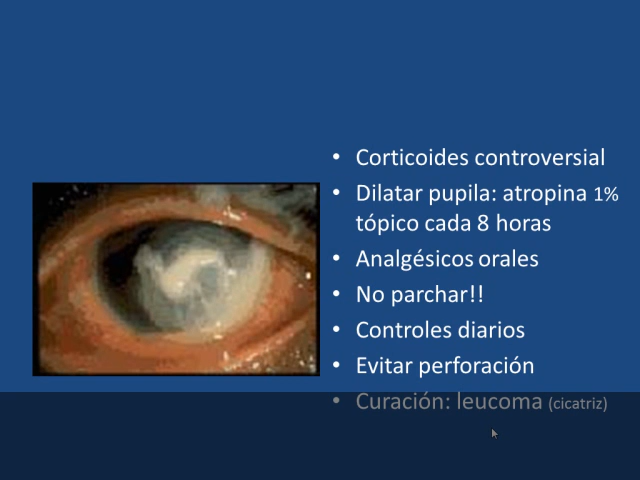 • Corticoides controversial
• Dilatar pupila: atropina 1%
tópico cada 8 horas
• Analgésicos orales
• No parchar!!
• Controles diarios
• Evitar perforación
• Curación: leucoma (cicatriz)